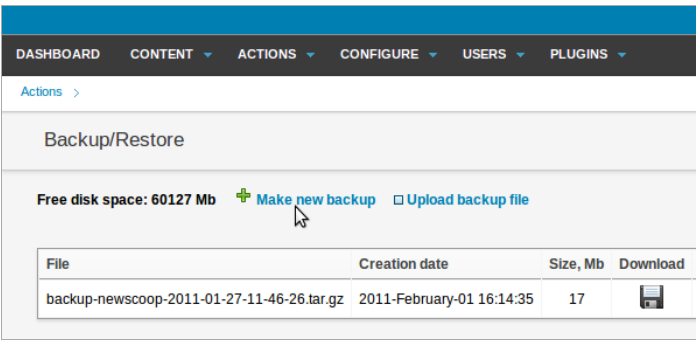 DASHBOARD CONTENT ACTIONS CONFIGURE USERS PLUGINS
Actions >
Backup/Restore
Free disk space: 60127 Mb Make new backup Upload backup file
File Creation date Size, Mb Download
backup-newscoop-2011-01-27-11-46-26.tar.gz 2011-February-01 16:14:35 17